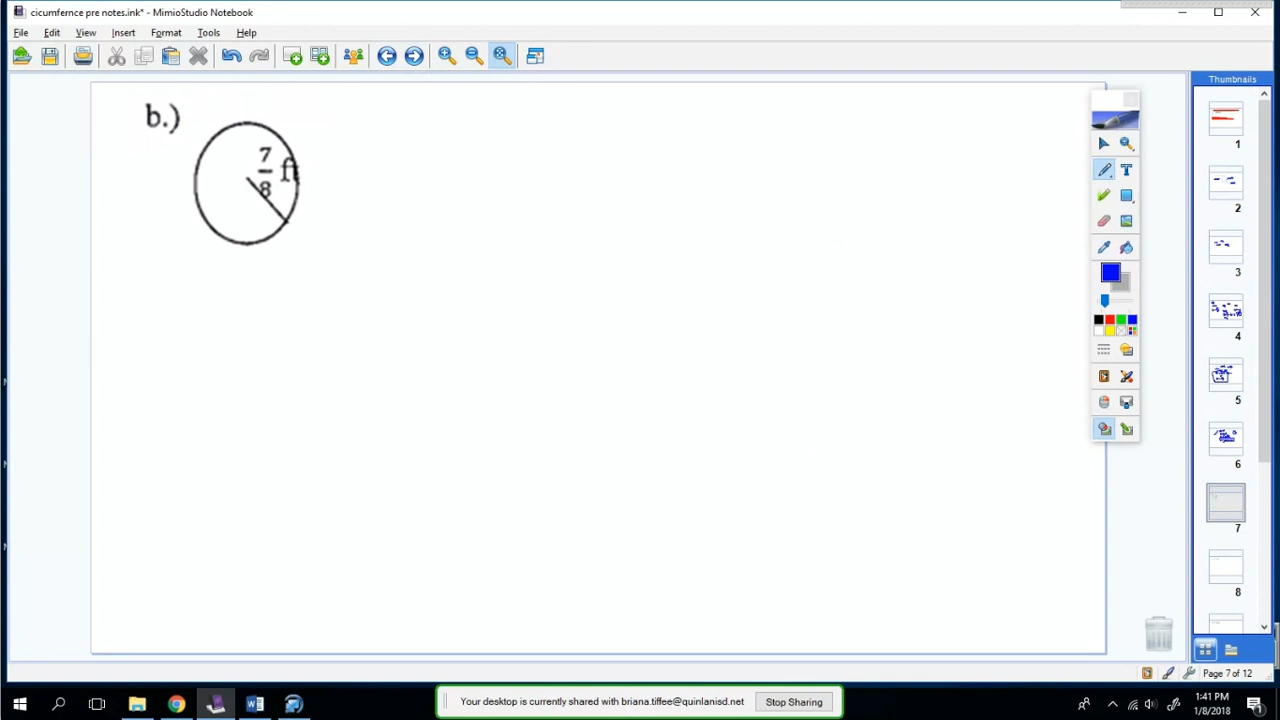 cicumfernce pre notes.ink* - MimioStudio Notebook
File Edit View Insert Format Tools Help
b.)
7
8
ft
Thumbnails
1
2
3
4
5
6
7
8
Page 7 of 12
Your desktop is currently shared with briana.tiffee@quinlanisd.net Stop Sharing
1:41 PM
1/8/2018